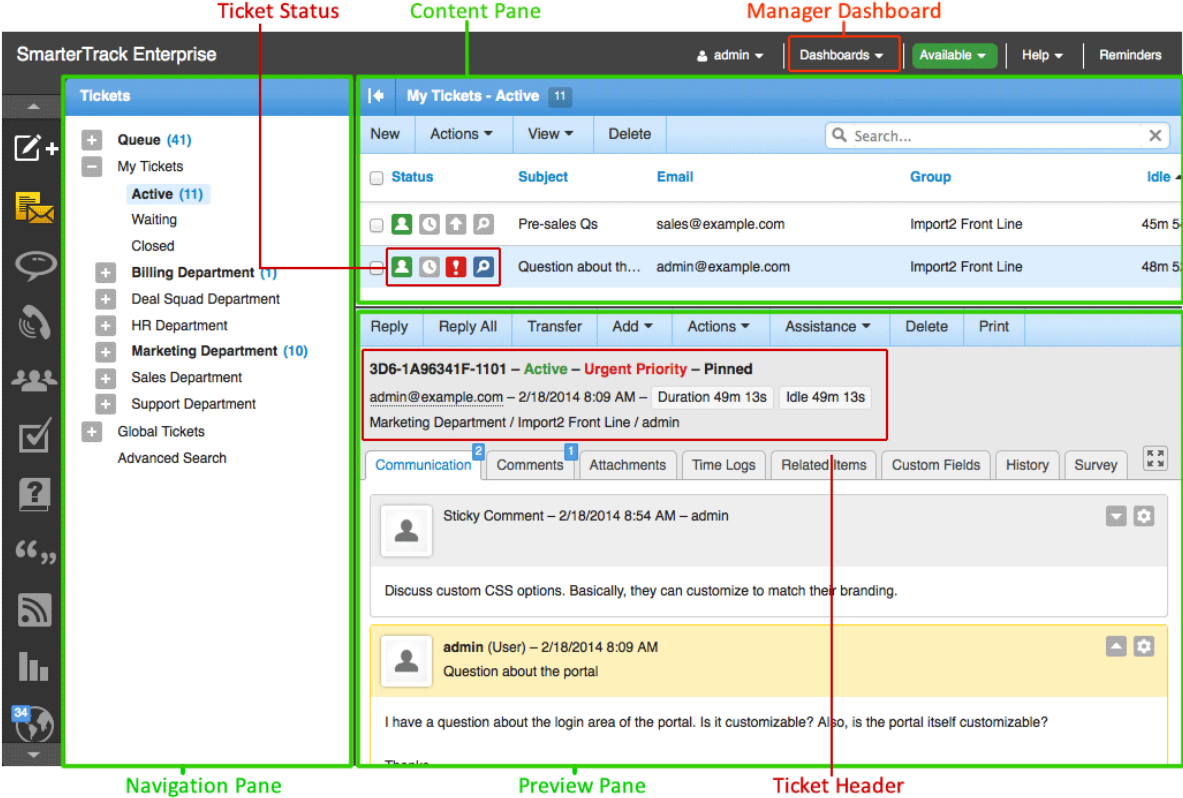 Ticket Status Content Pane Manager Dashboard
SmarterTrack Enterprise admin Dashboards Available Help Reminders
Tickets
Queue (41)
My Tickets
Active (11)
Waiting
Closed
Billing Department (1)
Deal Squad Department
HR Department
Marketing Department (10)
Sales Department
Support Department
Global Tickets
Advanced Search
34
My Tickets - Active 11
New Actions View Delete Search...
Status Subject Email Group Idle
Pre-sales Qs sales@example.com Import2 Front Line 45m
Question about th... admin@example.com Import2 Front Line 48m
Reply Reply All Transfer Add Actions Assistance Delete Print
3D6-1A96341F-1101 – Active – Urgent Priority – Pinned
admin@example.com – 2/18/2014 8:09 AM – Duration 49m 13s Idle 49m 13s
Marketing Department / Import2 Front Line / admin
Communication 2 Comments 1 Attachments Time Logs Related Items Custom Fields History Survey
Sticky Comment – 2/18/2014 8:54 AM – admin
Discuss custom CSS options. Basically, they can customize to match their branding.
admin (User) – 2/18/2014 8:09 AM
Question about the portal
I have a question about the login area of the portal. Is it customizable? Also, is the portal itself customizable?
Navigation Pane Preview Pane Ticket Header